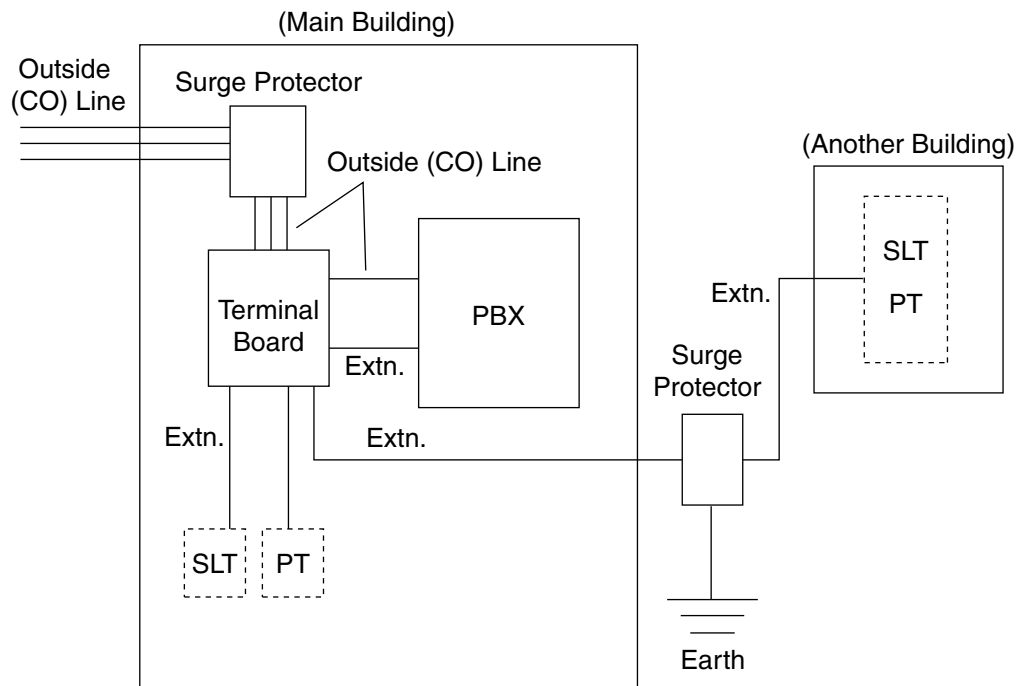 (Main Building)
Outside
(CO) Line
Surge Protector
Outside (CO) Line
(Another Building)
SLT
PT
Extn.
Terminal
Board
PBX
Extn.
Surge
Protector
Extn.
Extn.
SLT
PT
Earth